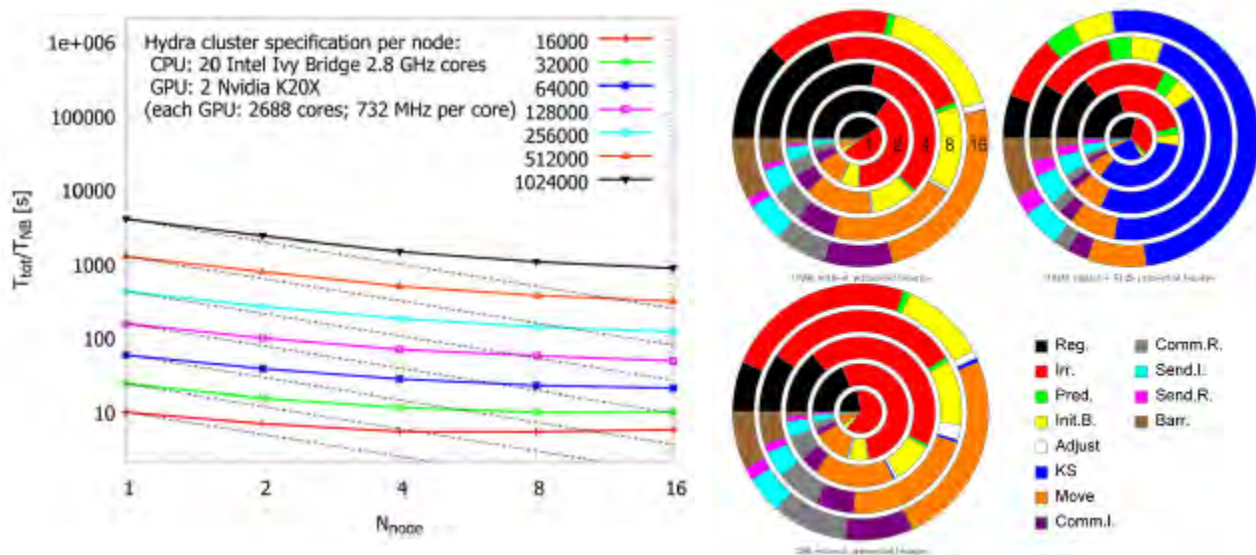 1e+006
100000
10000
1000
100
10
T_tot/T_NB [s]
Hydra cluster specification per node:
CPU: 20 Intel Ivy Bridge 2.8 GHz cores
GPU: 2 Nvidia K20X
(each GPU: 2688 cores; 732 MHz per core)
16000
32000
64000
128000
256000
512000
1024000
1 2 4 8 16
N_node
1 2 4 8 16
Reg.
Irr.
Pred.
Init.B.
Adjust
KS
Move
Comm.I.
Comm.R.
Send.I.
Send.R.
Barr.